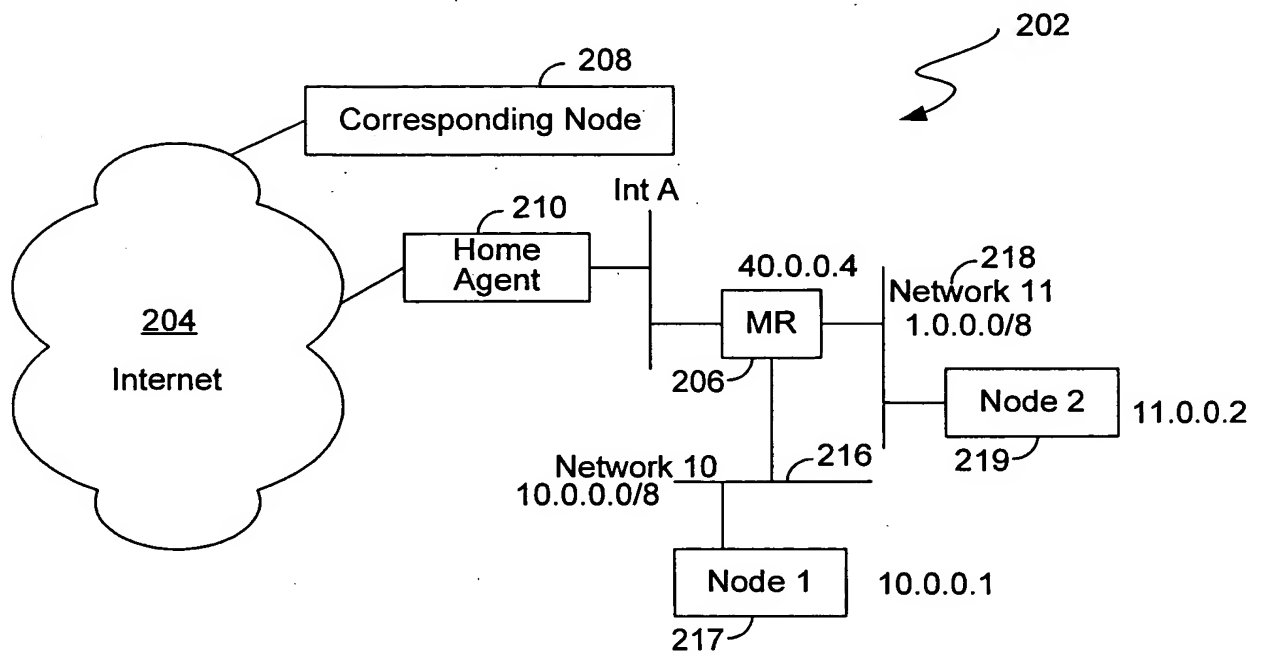 202
208
Corresponding Node
Int A
210
Home
Agent
40.0.0.4
218
Network 11
1.0.0.0/8
MR
206
204
Internet
Node 2
11.0.0.2
219
Network 10
10.0.0.0/8
216
Node 1
10.0.0.1
217